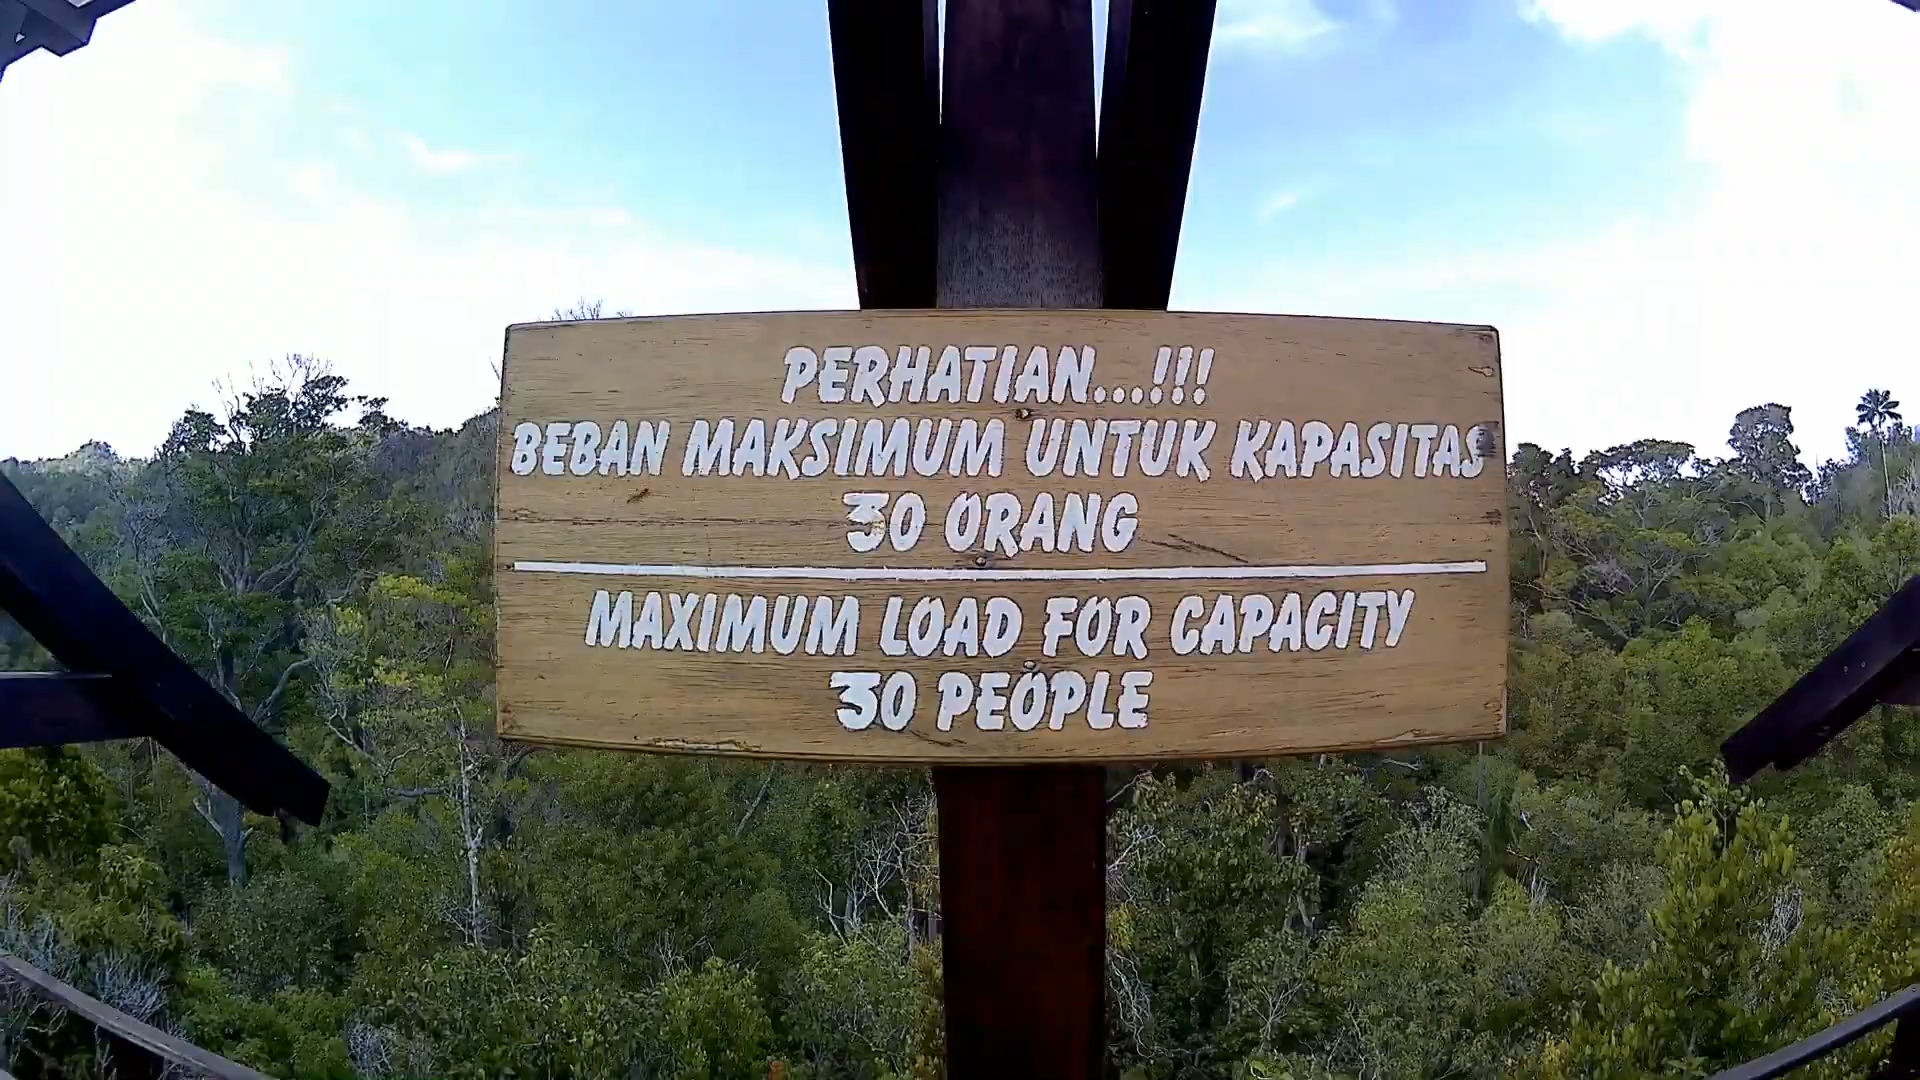 PERHATIAN...!!!
BEBAN MAKSIMUM UNTUK KAPASITAS
30 ORANG
MAXIMUM LOAD FOR CAPACITY
30 PEOPLE